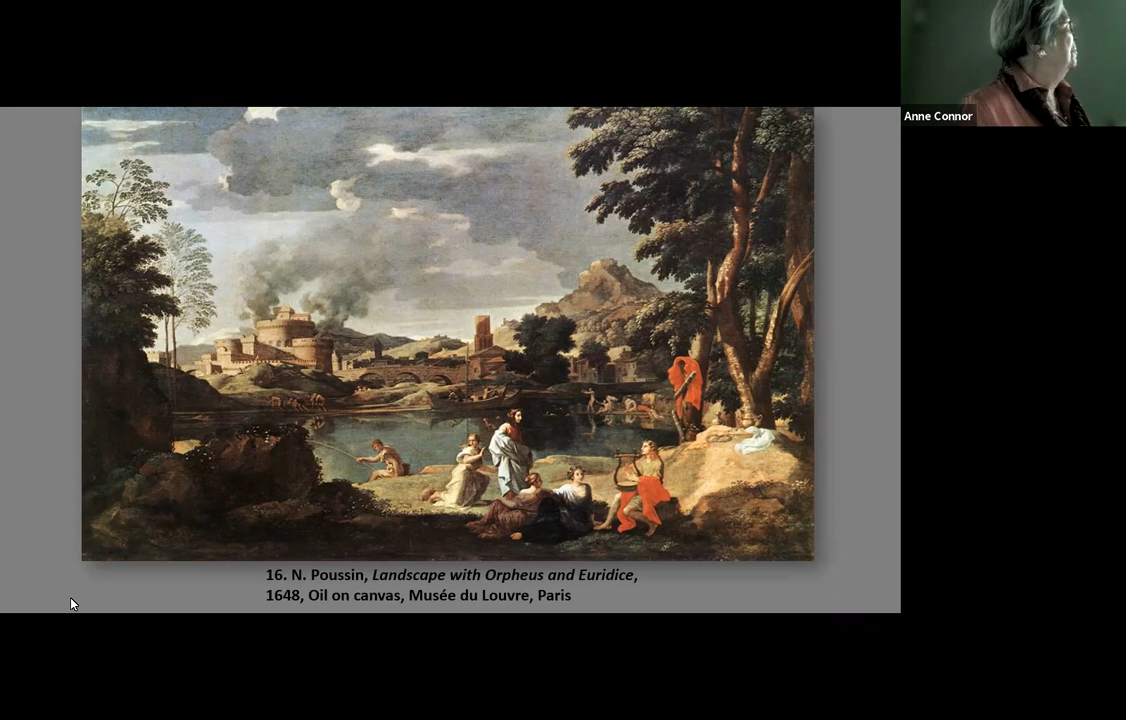 Anne Connor
16. N. Poussin, Landscape with Orpheus and Euridice,
1648, Oil on canvas, Musée du Louvre, Paris